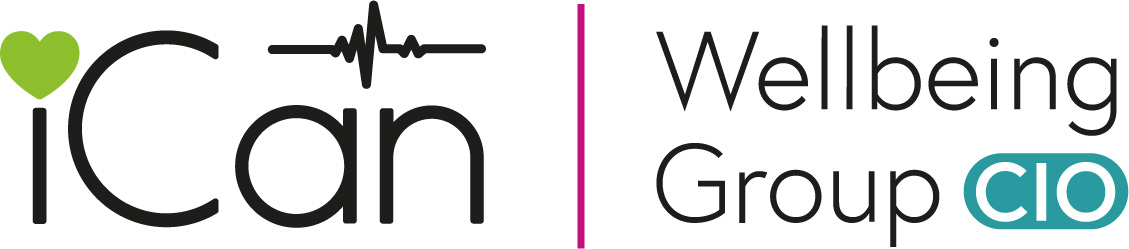 iCan
Wellbeing
Group CIO